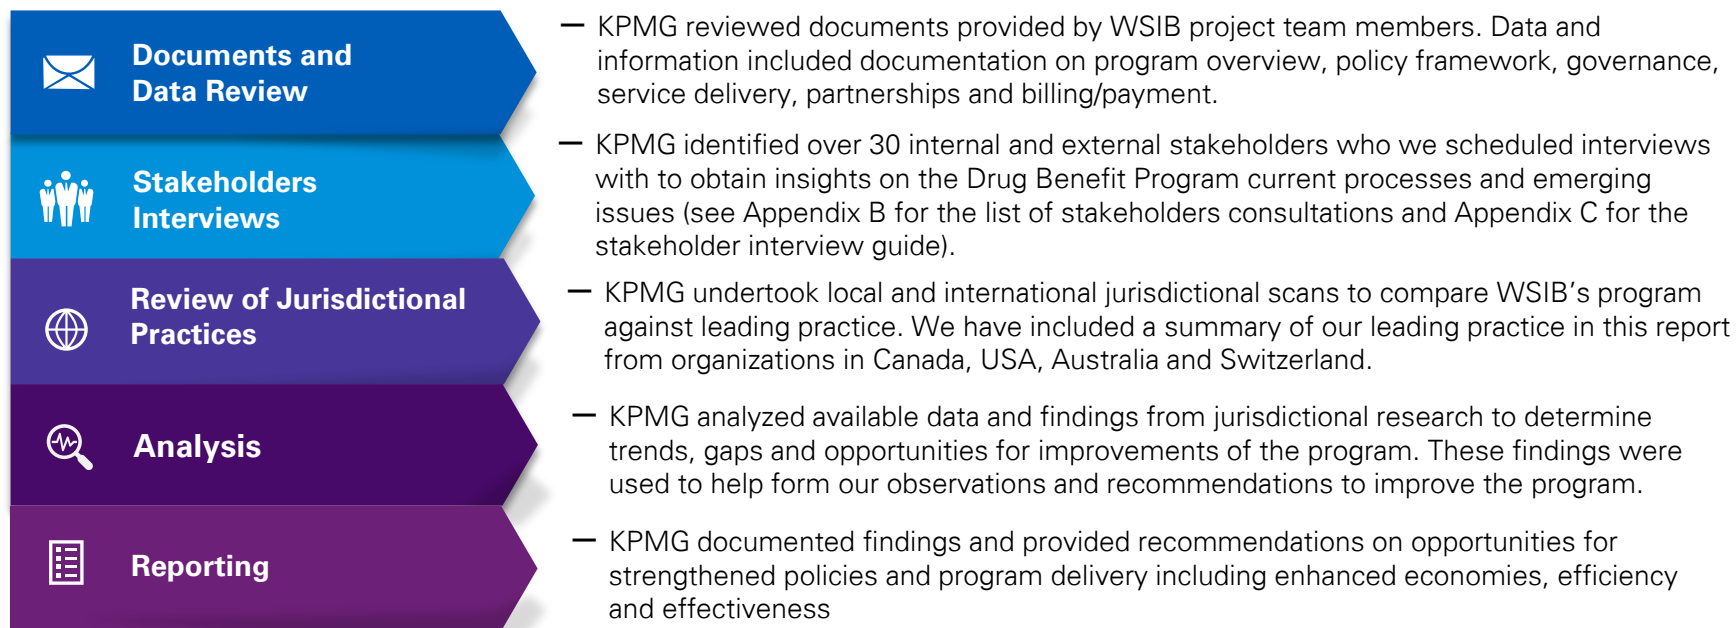 Documents and
Data Review
— KPMG reviewed documents provided by WSIB project team members. Data and
information included documentation on program overview, policy framework, governance,
service delivery, partnerships and billing/payment.
Stakeholders
Interviews
— KPMG identified over 30 internal and external stakeholders who we scheduled interviews
with to obtain insights on the Drug Benefit Program current processes and emerging
issues (see Appendix B for the list of stakeholders consultations and Appendix C for the
stakeholder interview guide).
Review of Jurisdictional
Practices
— KPMG undertook local and international jurisdictional scans to compare WSIB's program
against leading practice. We have included a summary of our leading practice in this report
from organizations in Canada, USA, Australia and Switzerland.
Analysis
— KPMG analyzed available data and findings from jurisdictional research to determine
trends, gaps and opportunities for improvements of the program. These findings were
used to help form our observations and recommendations to improve the program.
Reporting
— KPMG documented findings and provided recommendations on opportunities for
strengthened policies and program delivery including enhanced economies, efficiency
and effectiveness